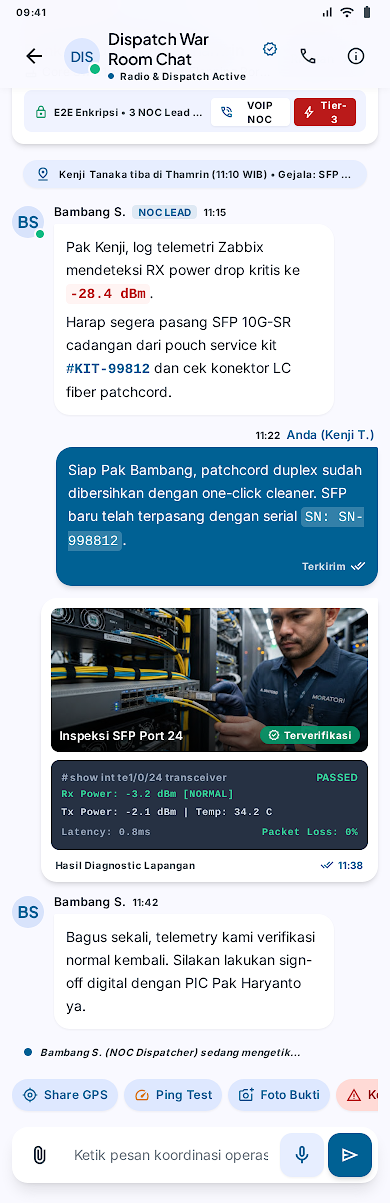 09:41
DIS
Dispatch War
Room Chat
Radio & Dispatch Active
E2E Enkripsi • 3 NOC Lead ...
VOIP
NOC
Tier-
3
Kenji Tanaka tiba di Thamrin (11:10 WIB) • Gejala: SFP ...
BS
Bambang S. NOC LEAD 11:15
Pak Kenji, log telemetri Zabbix
mendeteksi RX power drop kritis ke
-28.4 dBm.
Harap segera pasang SFP 10G-SR
cadangan dari pouch service kit
#KIT-99812 dan cek konektor LC
fiber patchcord.
11:22 Anda (Kenji T.)
Siap Pak Bambang, patchcord duplex sudah
dibersihkan dengan one-click cleaner. SFP
baru telah terpasang dengan serial SN: SN-
998812.
Terkirim
MORATORI
Inspeksi SFP Port 24
Terverifikasi
# show int te1/0/24 transceiver PASSED
Rx Power: -3.2 dBm [NORMAL]
Tx Power: -2.1 dBm | Temp: 34.2 C
Latency: 0.8ms Packet Loss: 0%
Hasil Diagnostic Lapangan 11:38
BS
Bambang S. 11:42
Bagus sekali, telemetry kami verifikasi
normal kembali. Silakan lakukan sign-
off digital dengan PIC Pak Haryanto
ya.
Bambang S. (NOC Dispatcher) sedang mengetik...
Share GPS
Ping Test
Foto Bukti
Ketik pesan koordinasi operas